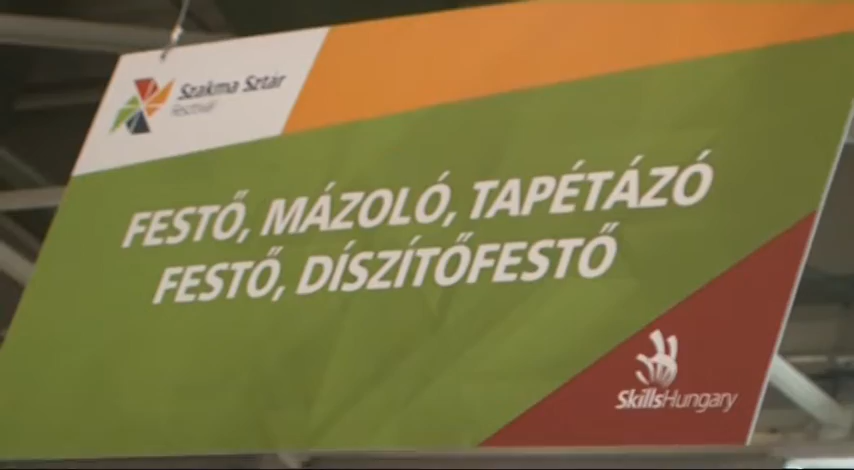 Szakma Sztár
Fesztivál
FESTŐ, MÁZOLÓ, TAPÉTÁZÓ
FESTŐ, DÍSZÍTŐFESTŐ
SkillsHungary